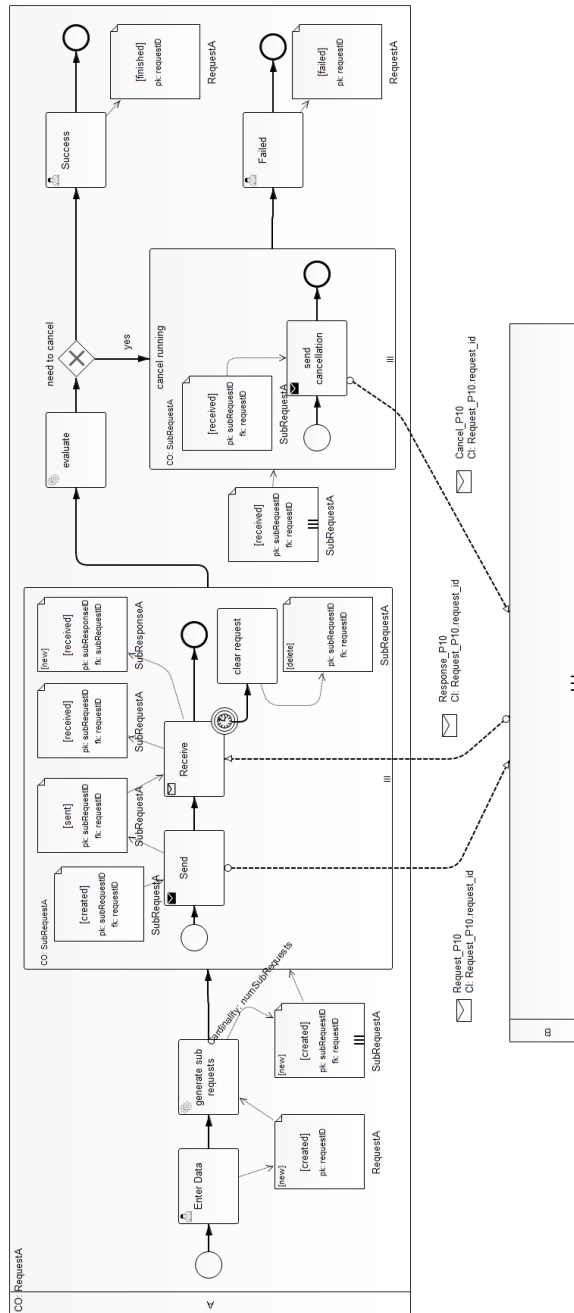 CO: RequestA
A
Enter Data
[new]
[created]
pk: requestID
RequestA
generate sub
requests
Cardinality: numSubRequests
[new]
[created]
pk: subRequestID
fk: requestID
SubRequestA
CO: SubRequestA
[created]
pk: subRequestID
fk: requestID
SubRequestA
Send
[sent]
pk: subRequestID
fk: requestID
SubRequestA
Receive
[received]
pk: subRequestID
fk: requestID
SubRequestA
[new]
[received]
pk: subResponseID
fk: subRequestID
SubResponseA
clear request
[delete]
pk: subRequestID
fk: requestID
SubRequestA
evaluate
need to cancel
yes
cancel running
[received]
pk: subRequestID
fk: requestID
SubRequestA
CO: SubRequestA
[received]
pk: subRequestID
fk: requestID
SubRequestA
send
cancellation
Success
[finished]
pk: requestID
RequestA
Failed
[failed]
pk: requestID
RequestA
Request_P10
CI: Request_P10.request_id
Response_P10
CI: Request_P10.request_id
Cancel_P10
CI: Request_P10.request_id
B